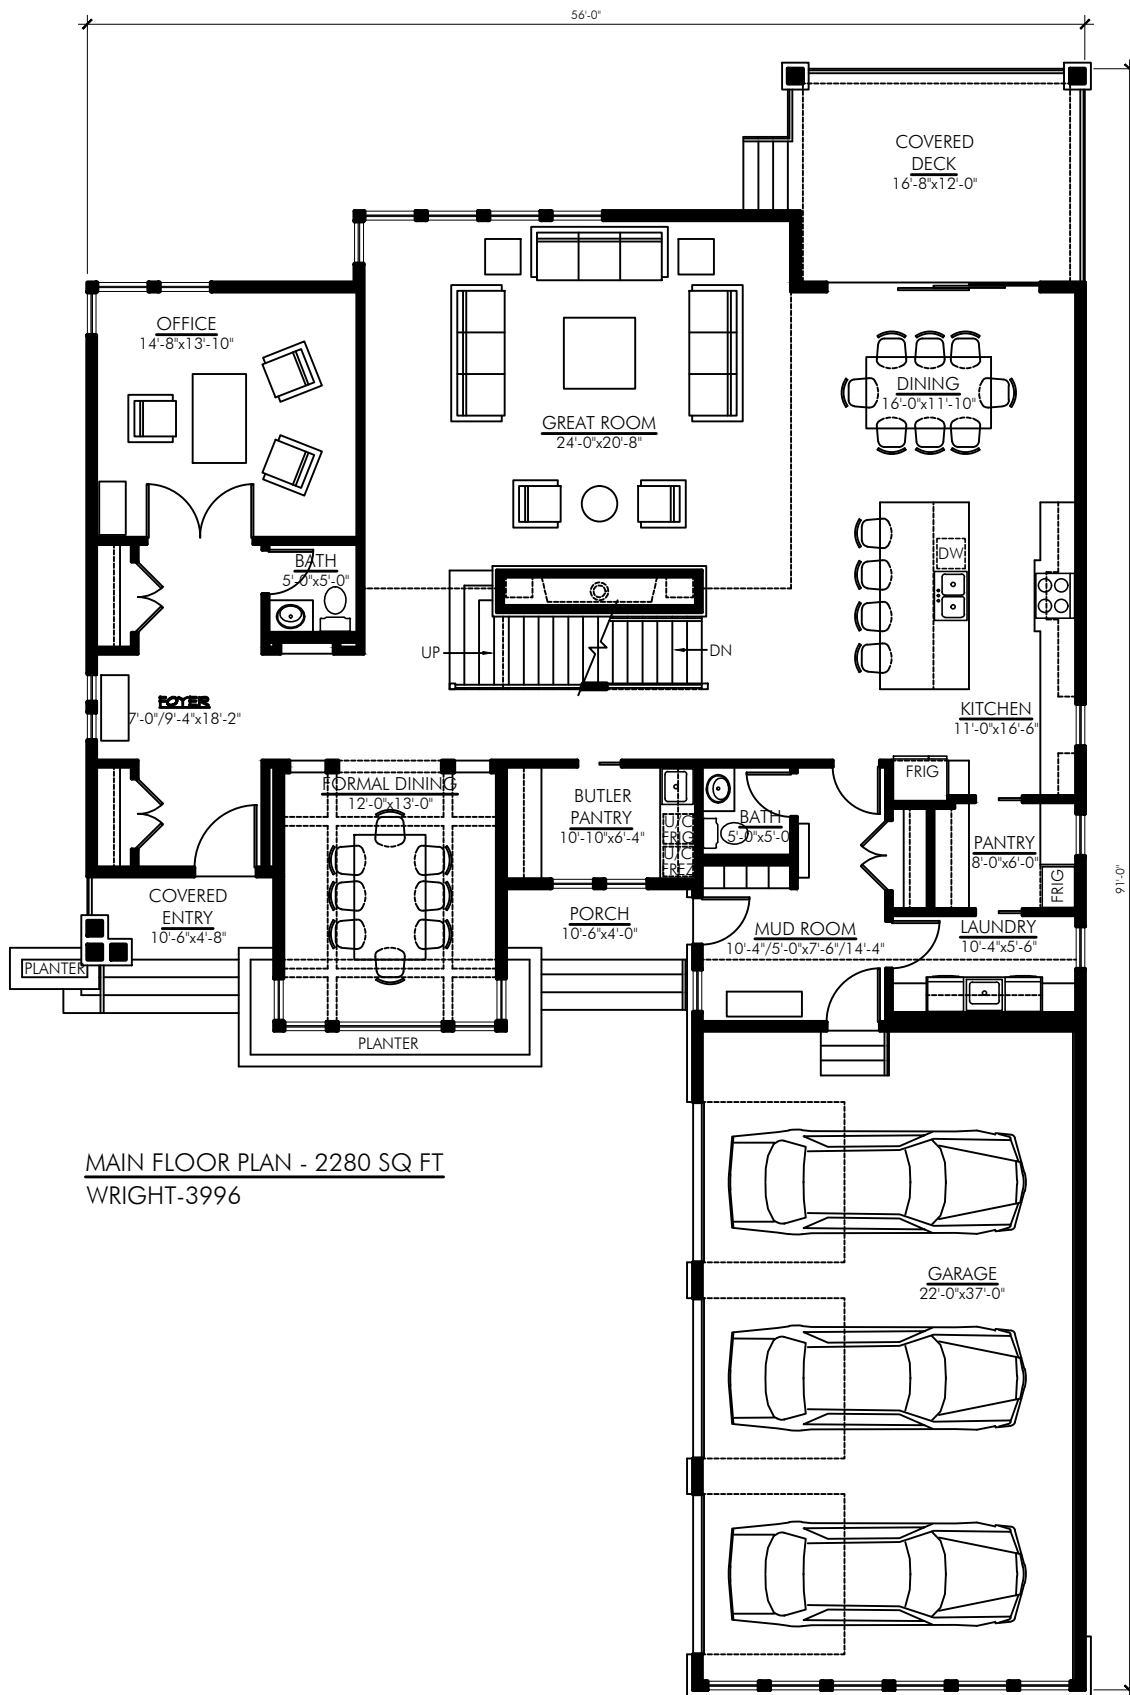 56'-0"
COVERED
DECK
16'-8"x12'-0"
OFFICE
14'-8"x13'-10"
DINING
16'-0"x11'-10"
GREAT ROOM
24'-0"x20'-8"
DW
BATH
5'-0"x5'-0"
UP
DN
FOYER
7'-0"/9'-4"x18'-2"
KITCHEN
11'-0"x16'-6"
FRIG
FORMAL DINING
12'-0"x13'-0"
BUTLER
PANTRY
10'-10"x6'-4"
U/C
FRIG
U/C
FREZ
BATH
5'-0"x5'-0
PANTRY
8'-0"x6'-0"
FRIG
91'-0"
COVERED
ENTRY
10'-6"x4'-8"
PORCH
10'-6"x4'-0"
MUD ROOM
10'-4"/5'-0"x7'-6"/14'-4"
LAUNDRY
10'-4"x5'-6"
PLANTER
PLANTER
MAIN FLOOR PLAN - 2280 SQ FT
WRIGHT-3996
GARAGE
22'-0"x37'-0"